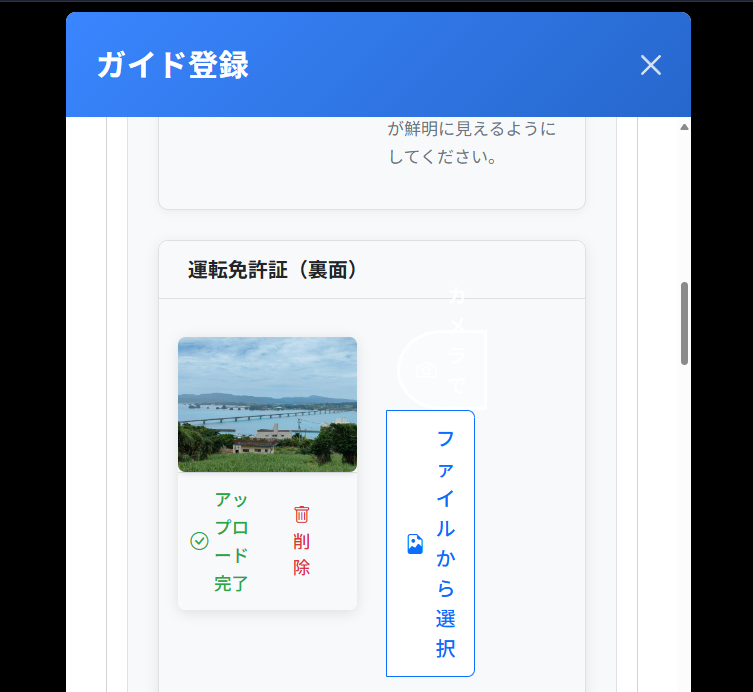 ガイド登録
が鮮明に見えるように
してください。
運転免許証（裏面）
カ
メ
ラ
で
アッ
プロ
ード
完了
削
除
フ
ァ
イ
ル
か
ら
選
択